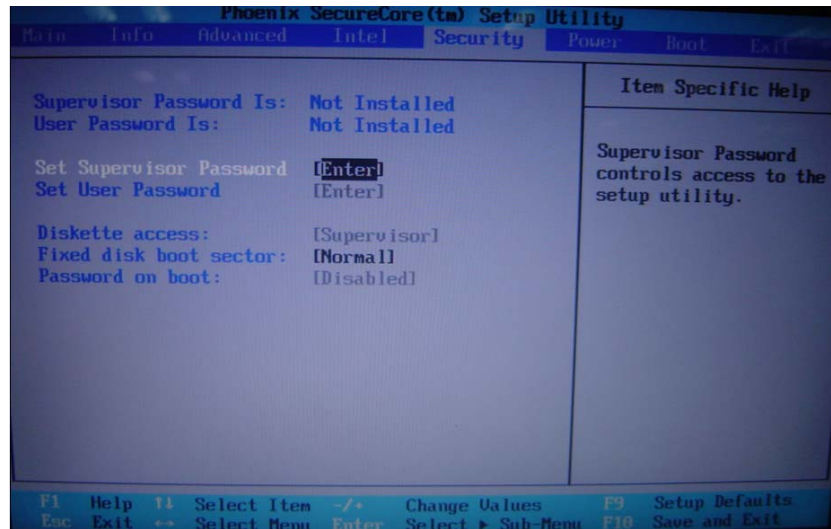 Phoenix SecureCore(tm) Setup Utility
Main Info Advanced Intel Security Power Boot Exit
Item Specific Help
Supervisor Password Is: Not Installed
User Password Is: Not Installed
Set Supervisor Password [Enter]
Set User Password [Enter]
Diskette access: [Supervisor]
Fixed disk boot sector: [Normal]
Password on boot: [Disabled]
Supervisor Password
controls access to the
setup utility.
F1 Help ↑↓ Select Item -/+ Change Values F9 Setup Defaults
Esc Exit ↔ Select Menu Enter Select ▶ Sub-Menu F10 Save and Exit